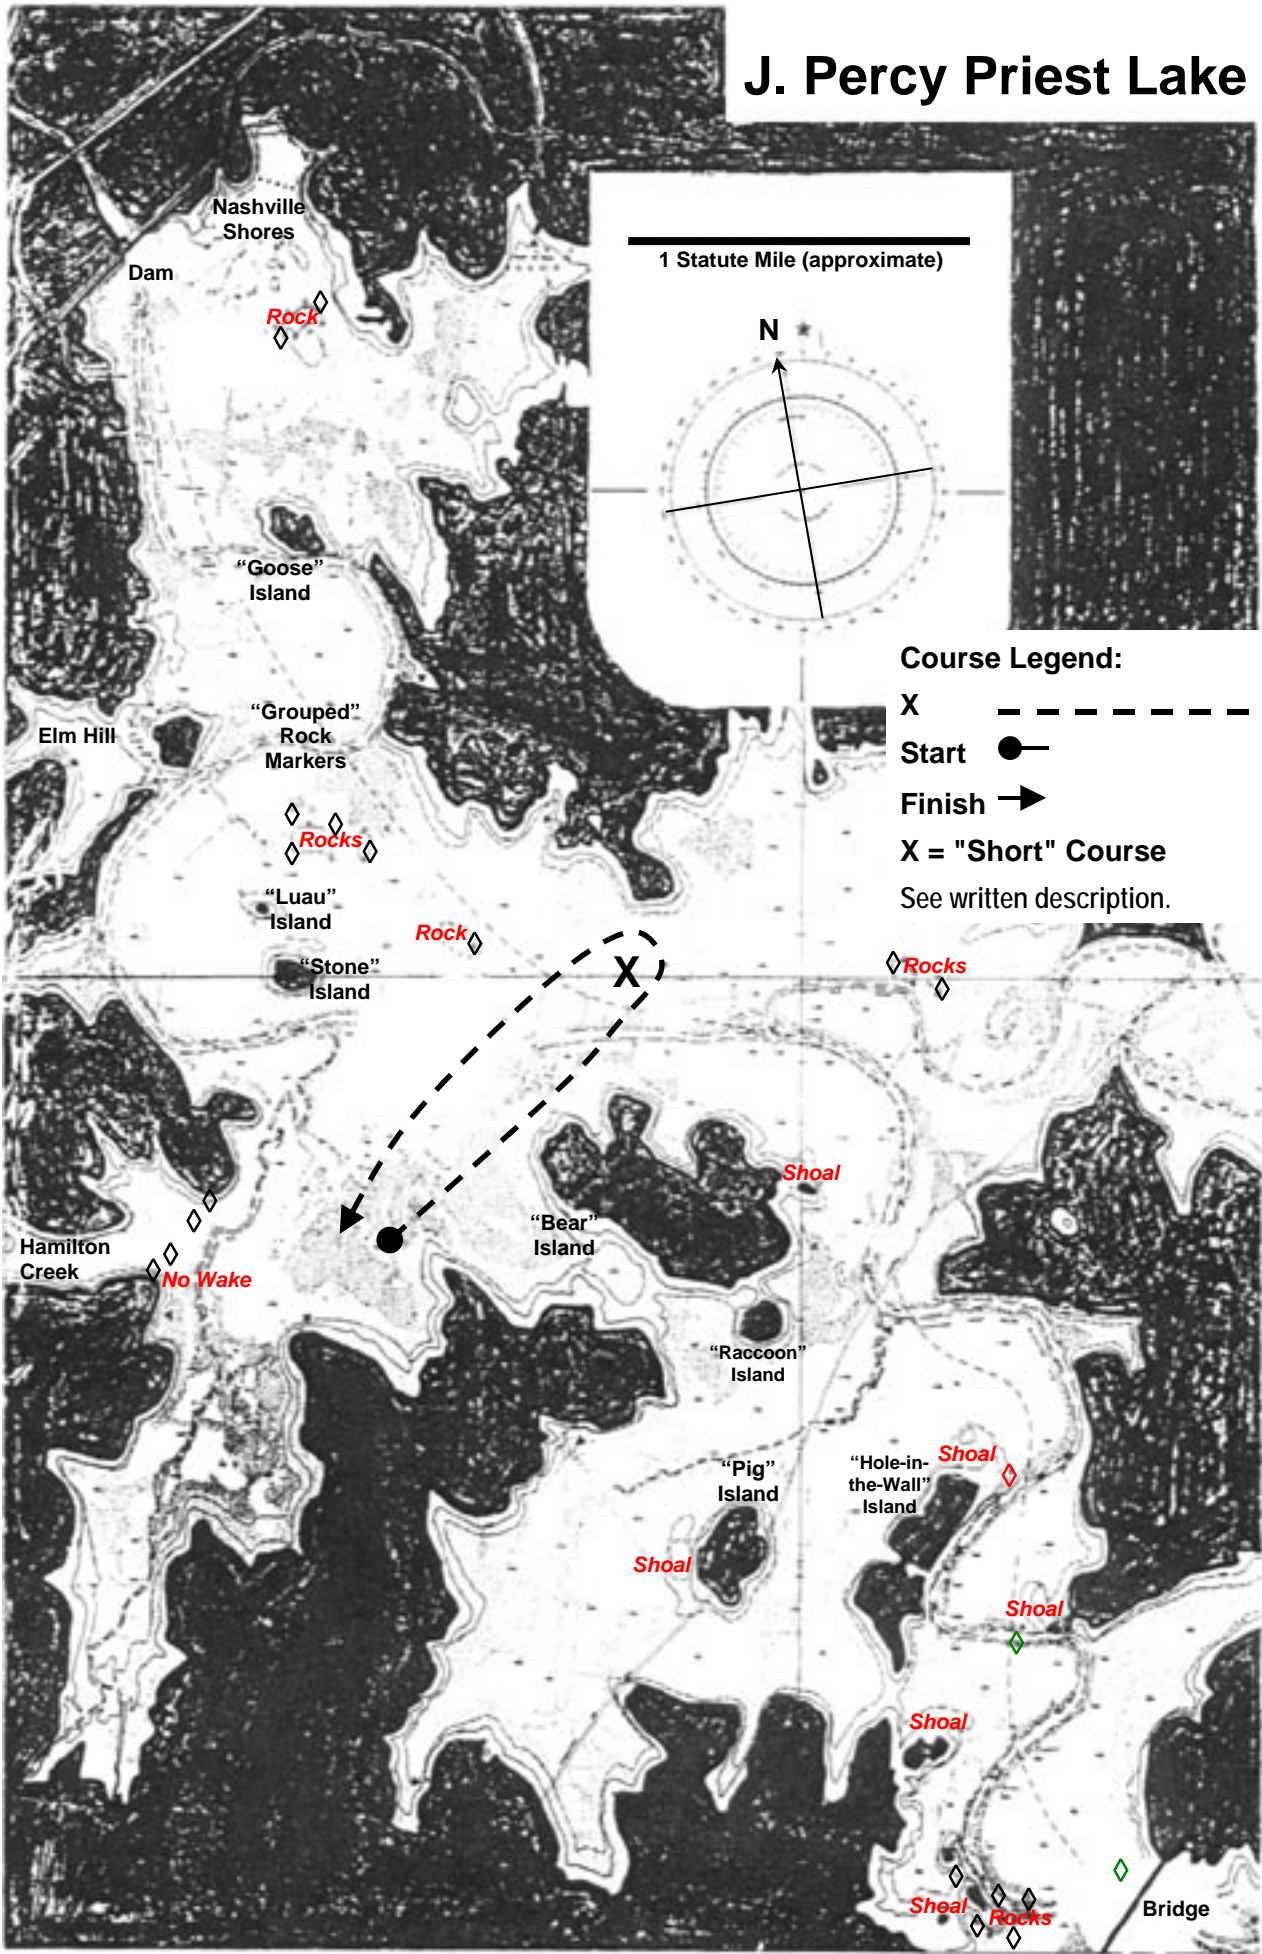 J. Percy Priest Lake
Nashville
Shores
Dam
1 Statute Mile (approximate)
Rock
N
“Goose”
Island
Course Legend:
X
Start
Finish
X = "Short" Course
See written description.
“Grouped”
Rock
Markers
Elm Hill
Rocks
“Luau”
Island
Rock
“Stone”
Island
X
Rocks
Shoal
“Bear”
Island
Hamilton
Creek
No Wake
“Raccoon”
Island
“Pig”
Island
“Hole-in-
the-Wall”
Island
Shoal
Shoal
Shoal
Shoal
Shoal
Rocks
Bridge